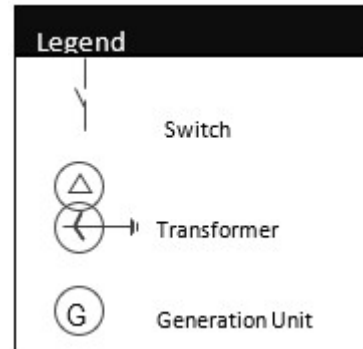 Legend
Switch
Transformer
G
Generation Unit